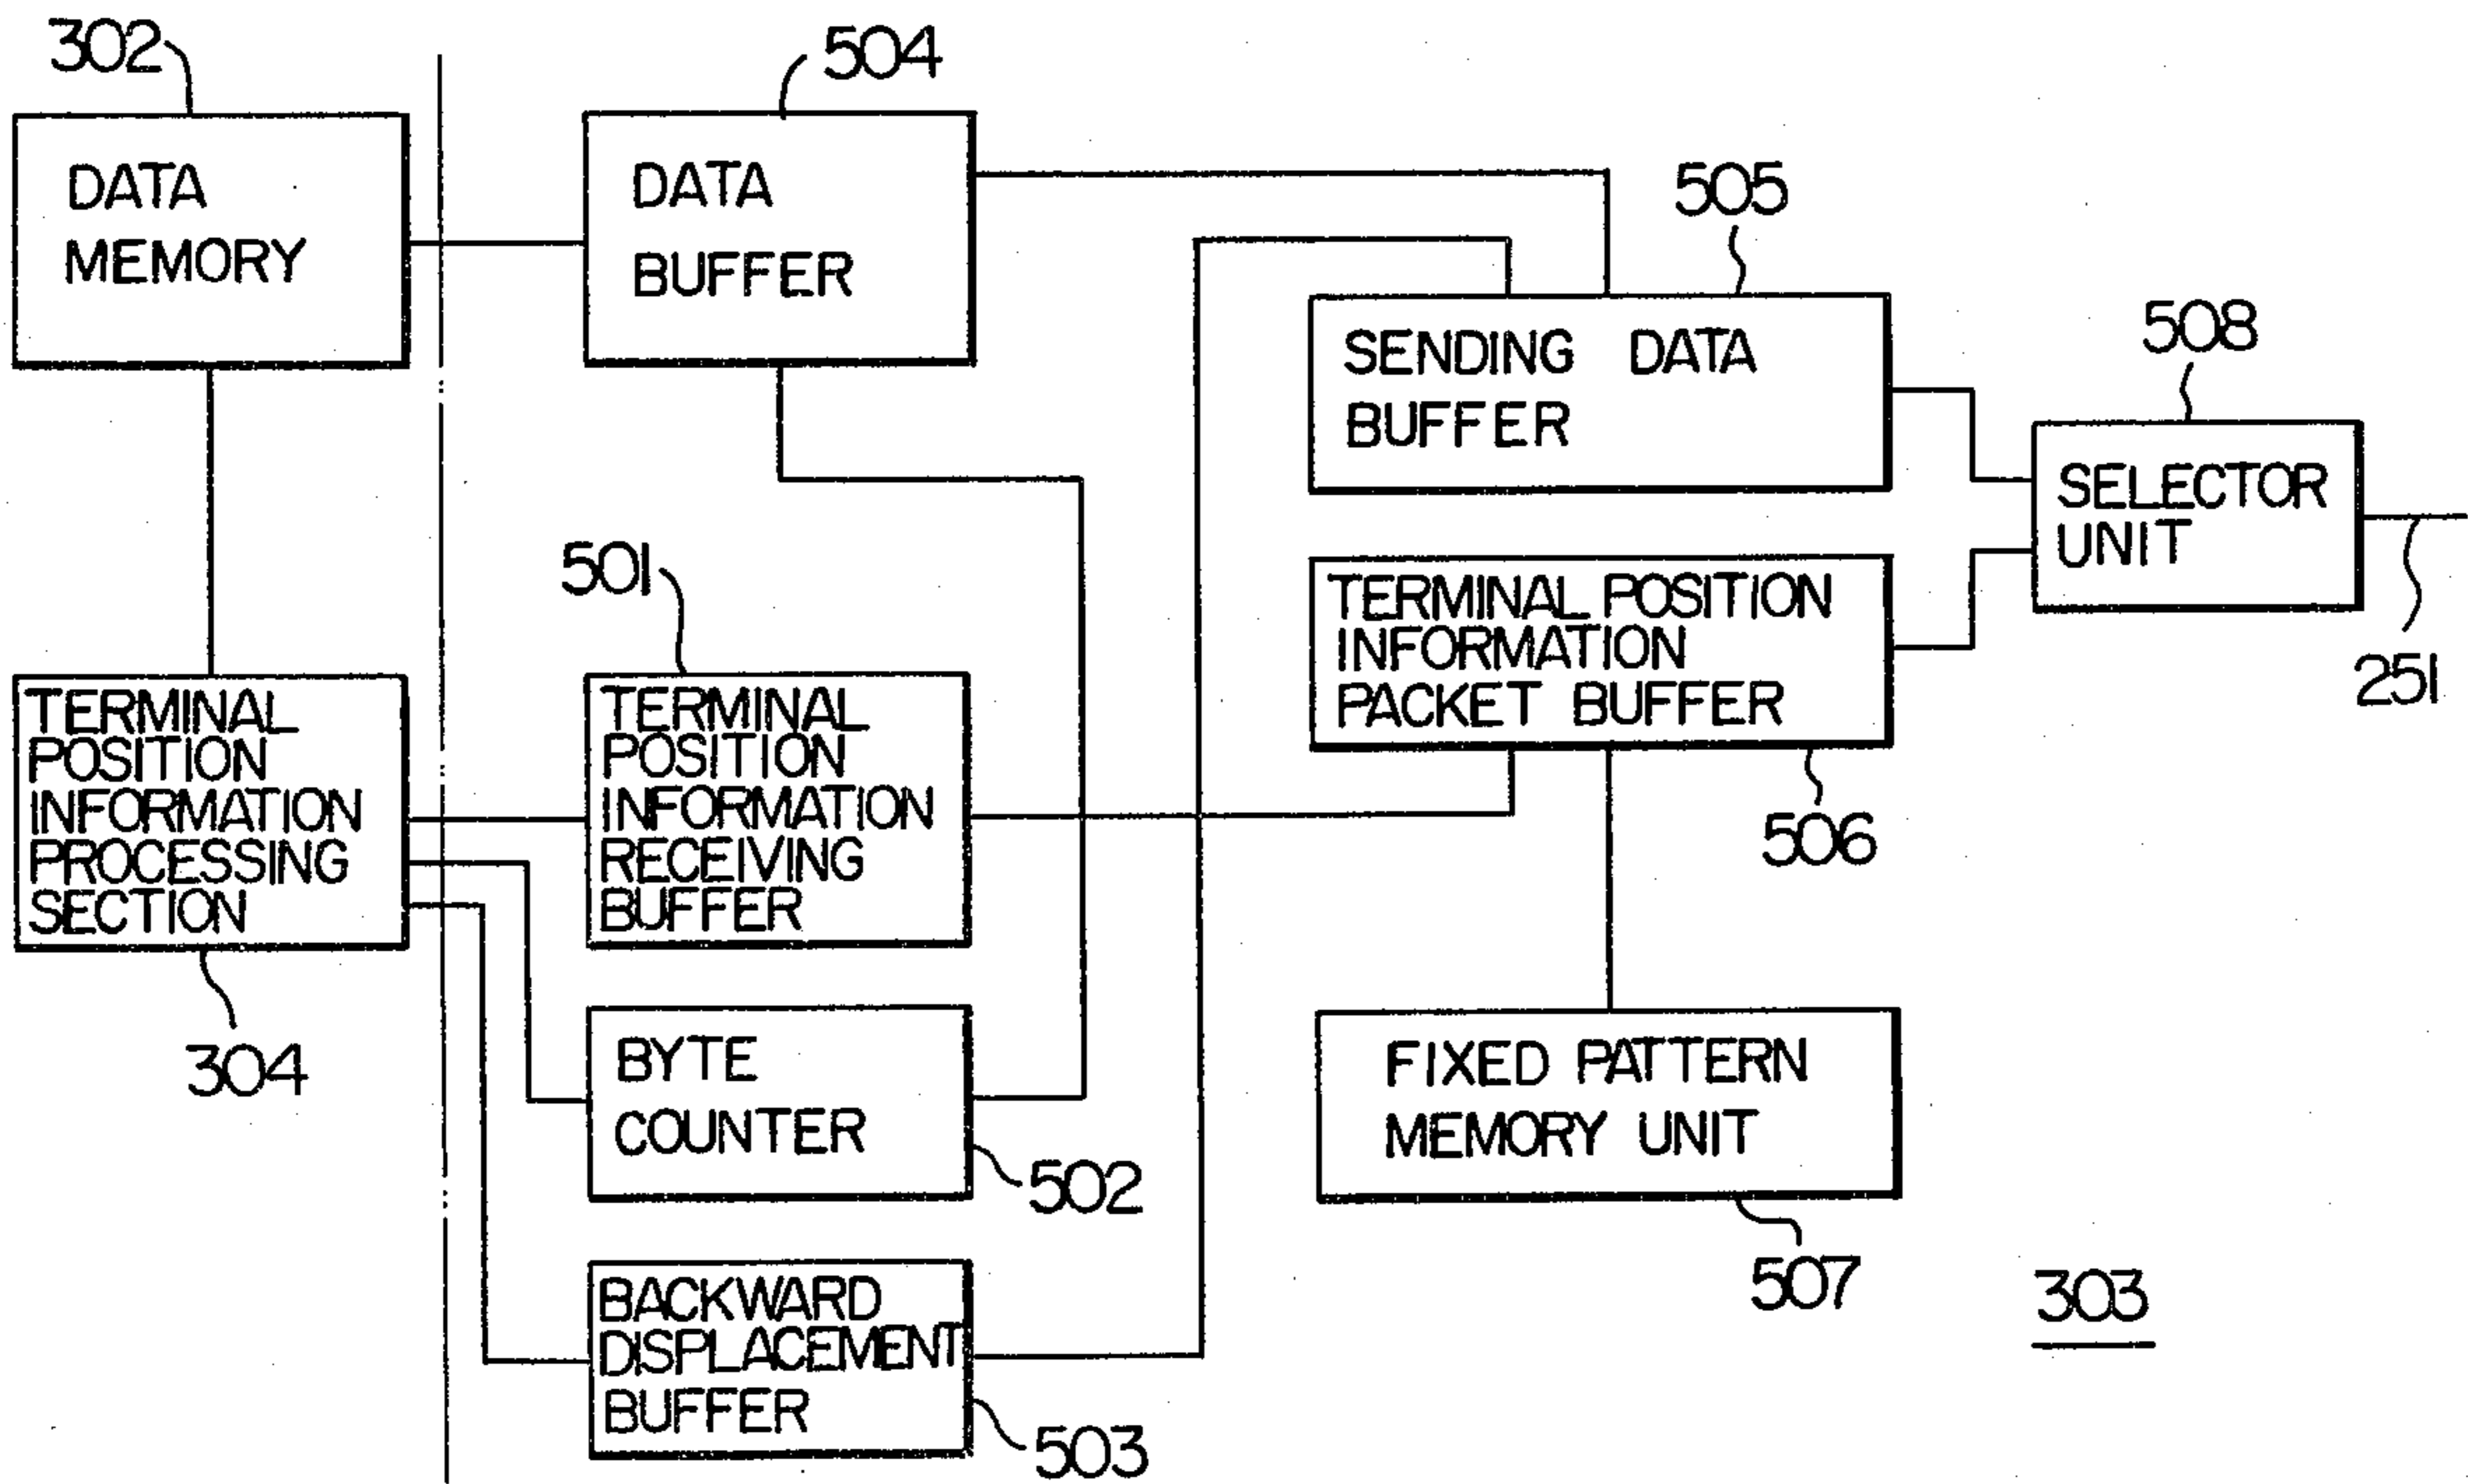 302
504
DATA
MEMORY
DATA
BUFFER
505
SENDING DATA
BUFFER
508
SELECTOR
UNIT
251
501
TERMINAL
POSITION
INFORMATION
PROCESSING
SECTION
304
TERMINAL
POSITION
INFORMATION
RECEIVING
BUFFER
TERMINAL POSITION
INFORMATION
PACKET BUFFER
506
BYTE
COUNTER
502
FIXED PATTERN
MEMORY UNIT
507
BACKWARD
DISPLACEMENT
BUFFER
503
303